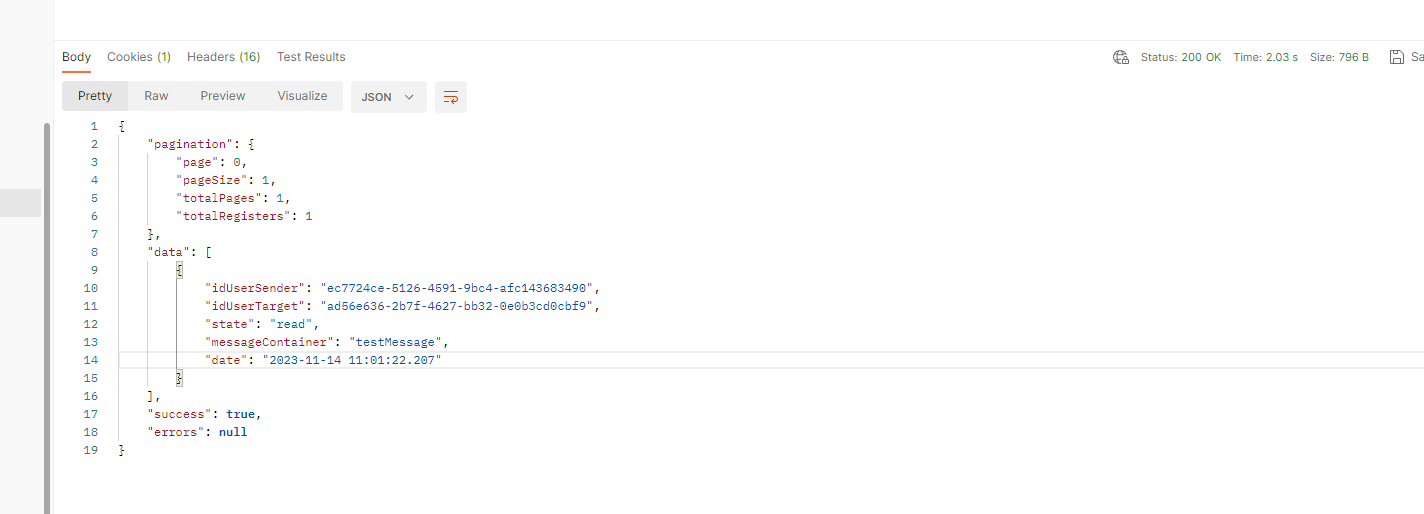 Body Cookies (1) Headers (16) Test Results Status: 200 OK Time: 2.03 s Size: 796 B
Pretty Raw Preview Visualize JSON
1 {
2 "pagination": {
3 "page": 0,
4 "pageSize": 1,
5 "totalPages": 1,
6 "totalRegisters": 1
7 },
8 "data": [
9 {
10 "idUserSender": "ec7724ce-5126-4591-9bc4-afc143683490",
11 "idUserTarget": "ad56e636-2b7f-4627-bb32-0e0b3cd0cbf9",
12 "state": "read",
13 "messageContainer": "testMessage",
14 "date": "2023-11-14 11:01:22.207"
15 }
16 ],
17 "success": true,
18 "errors": null
19 }